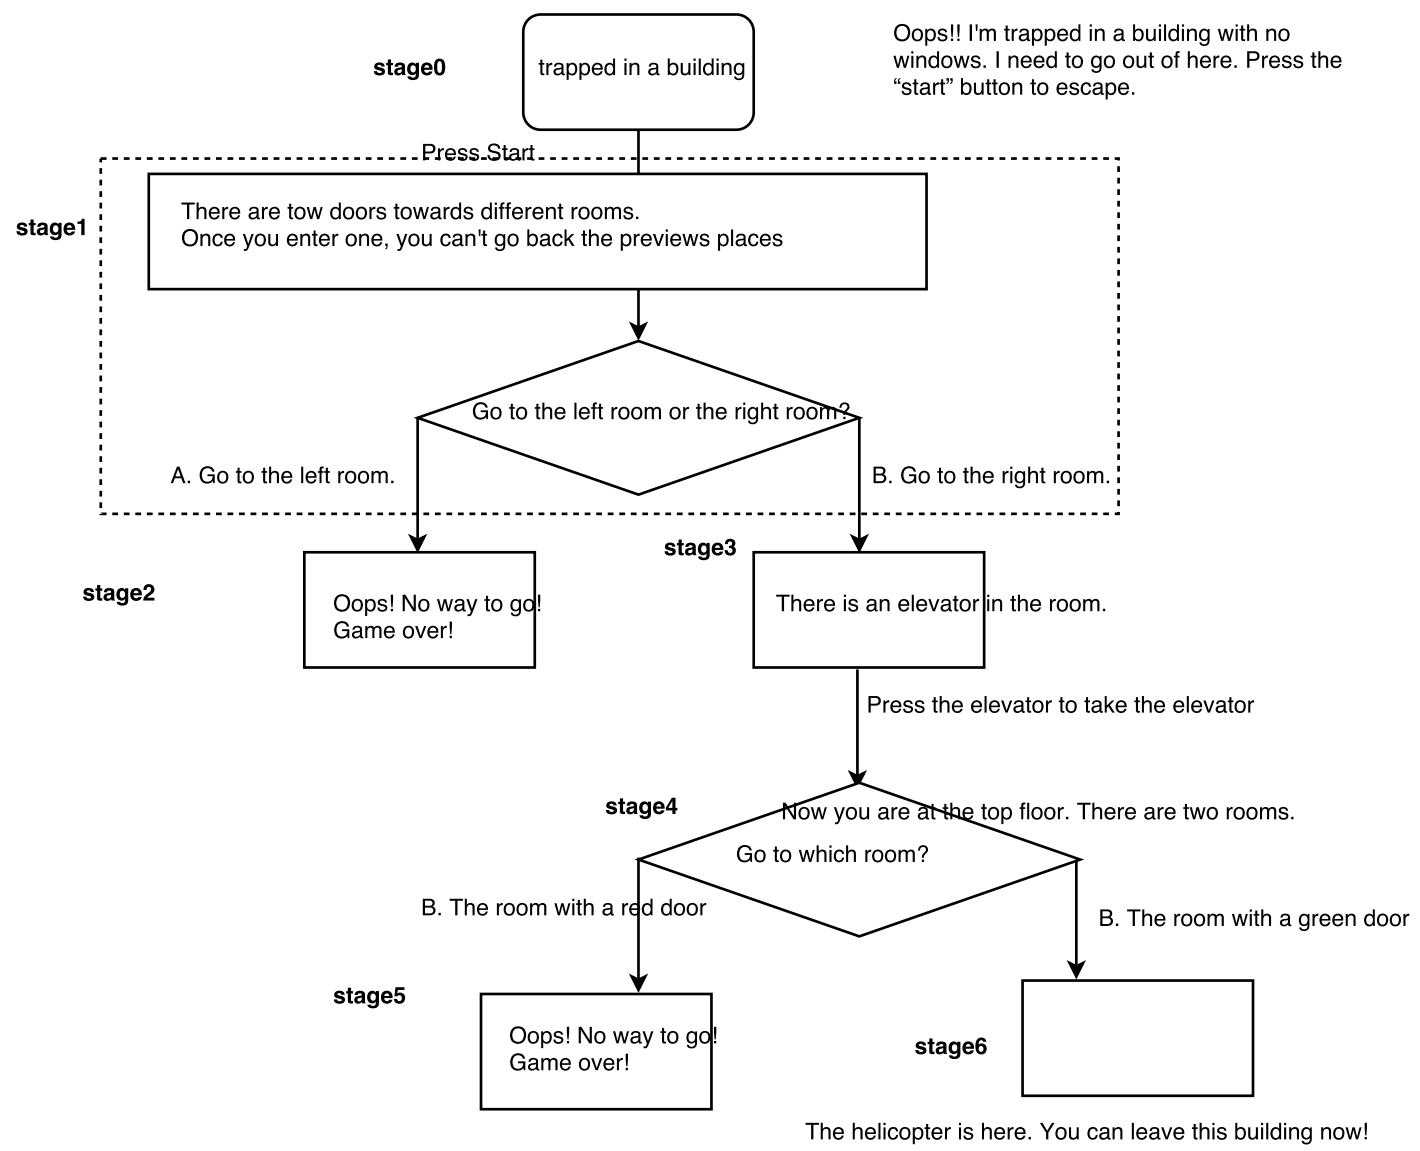 Oops!! I'm trapped in a building with no
windows. I need to go out of here. Press the
“start” button to escape.
stage0
trapped in a building
Press Start
stage1
There are tow doors towards different rooms.
Once you enter one, you can't go back the previews places
Go to the left room or the right room?
A. Go to the left room.
B. Go to the right room.
stage2
Oops! No way to go!
Game over!
stage3
There is an elevator in the room.
Press the elevator to take the elevator
stage4
Now you are at the top floor. There are two rooms.
Go to which room?
B. The room with a red door
B. The room with a green door
stage5
Oops! No way to go!
Game over!
stage6
The helicopter is here. You can leave this building now!